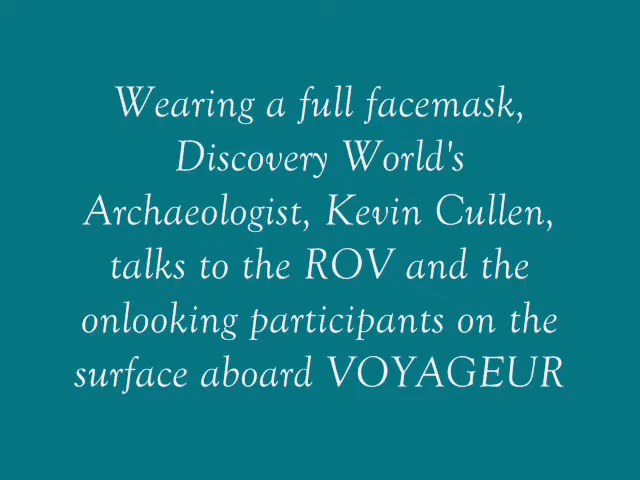 Wearing a full facemask,
Discovery World's
Archaeologist, Kevin Cullen,
talks to the ROV and the
onlooking participants on the
surface aboard VOYAGEUR